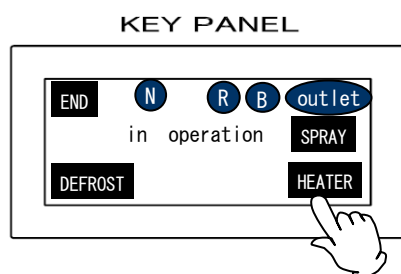 KEY PANEL
END N R B outlet
in operation SPRAY
DEFROST HEATER